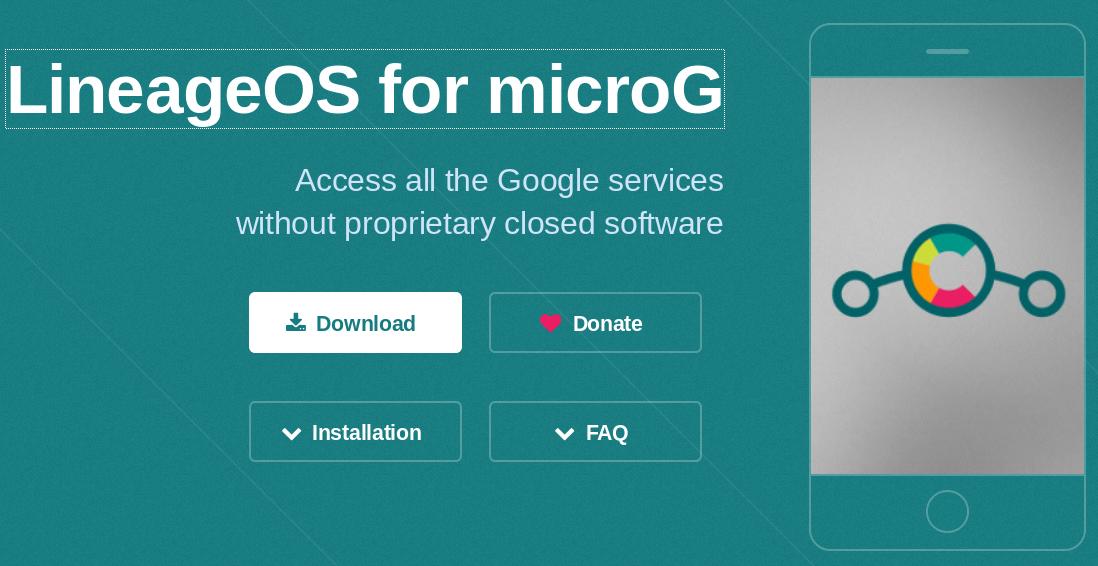 LineageOS for microG
Access all the Google services
without proprietary closed software
Download
Donate
Installation
FAQ